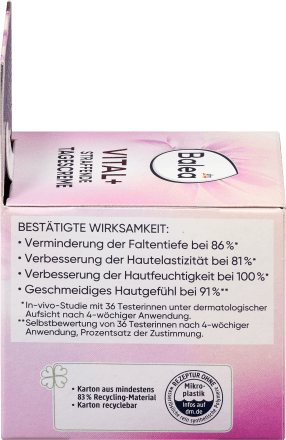 Balea
VITAL+
STRAFFENDE
TAGESCREME
BESTÄTIGTE WIRKSAMKEIT:
• Verminderung der Faltentiefe bei 86 %*
• Verbesserung der Hautelastizität bei 81 %*
• Verbesserung der Hautfeuchtigkeit bei 100 %*
• Geschmeidiges Hautgefühl bei 91 %**
*In-vivo-Studie mit 36 Testerinnen unter dermatologischer
Aufsicht nach 4-wöchiger Anwendung.
**Selbstbewertung von 36 Testerinnen nach 4-wöchiger
Anwendung, Prozentsatz der Zustimmung.
• Karton aus mindestens
83 % Recycling-Material
• Karton recyclebar
REZEPTUR OHNE
Mikro-
plastik
Infos auf
dm.de